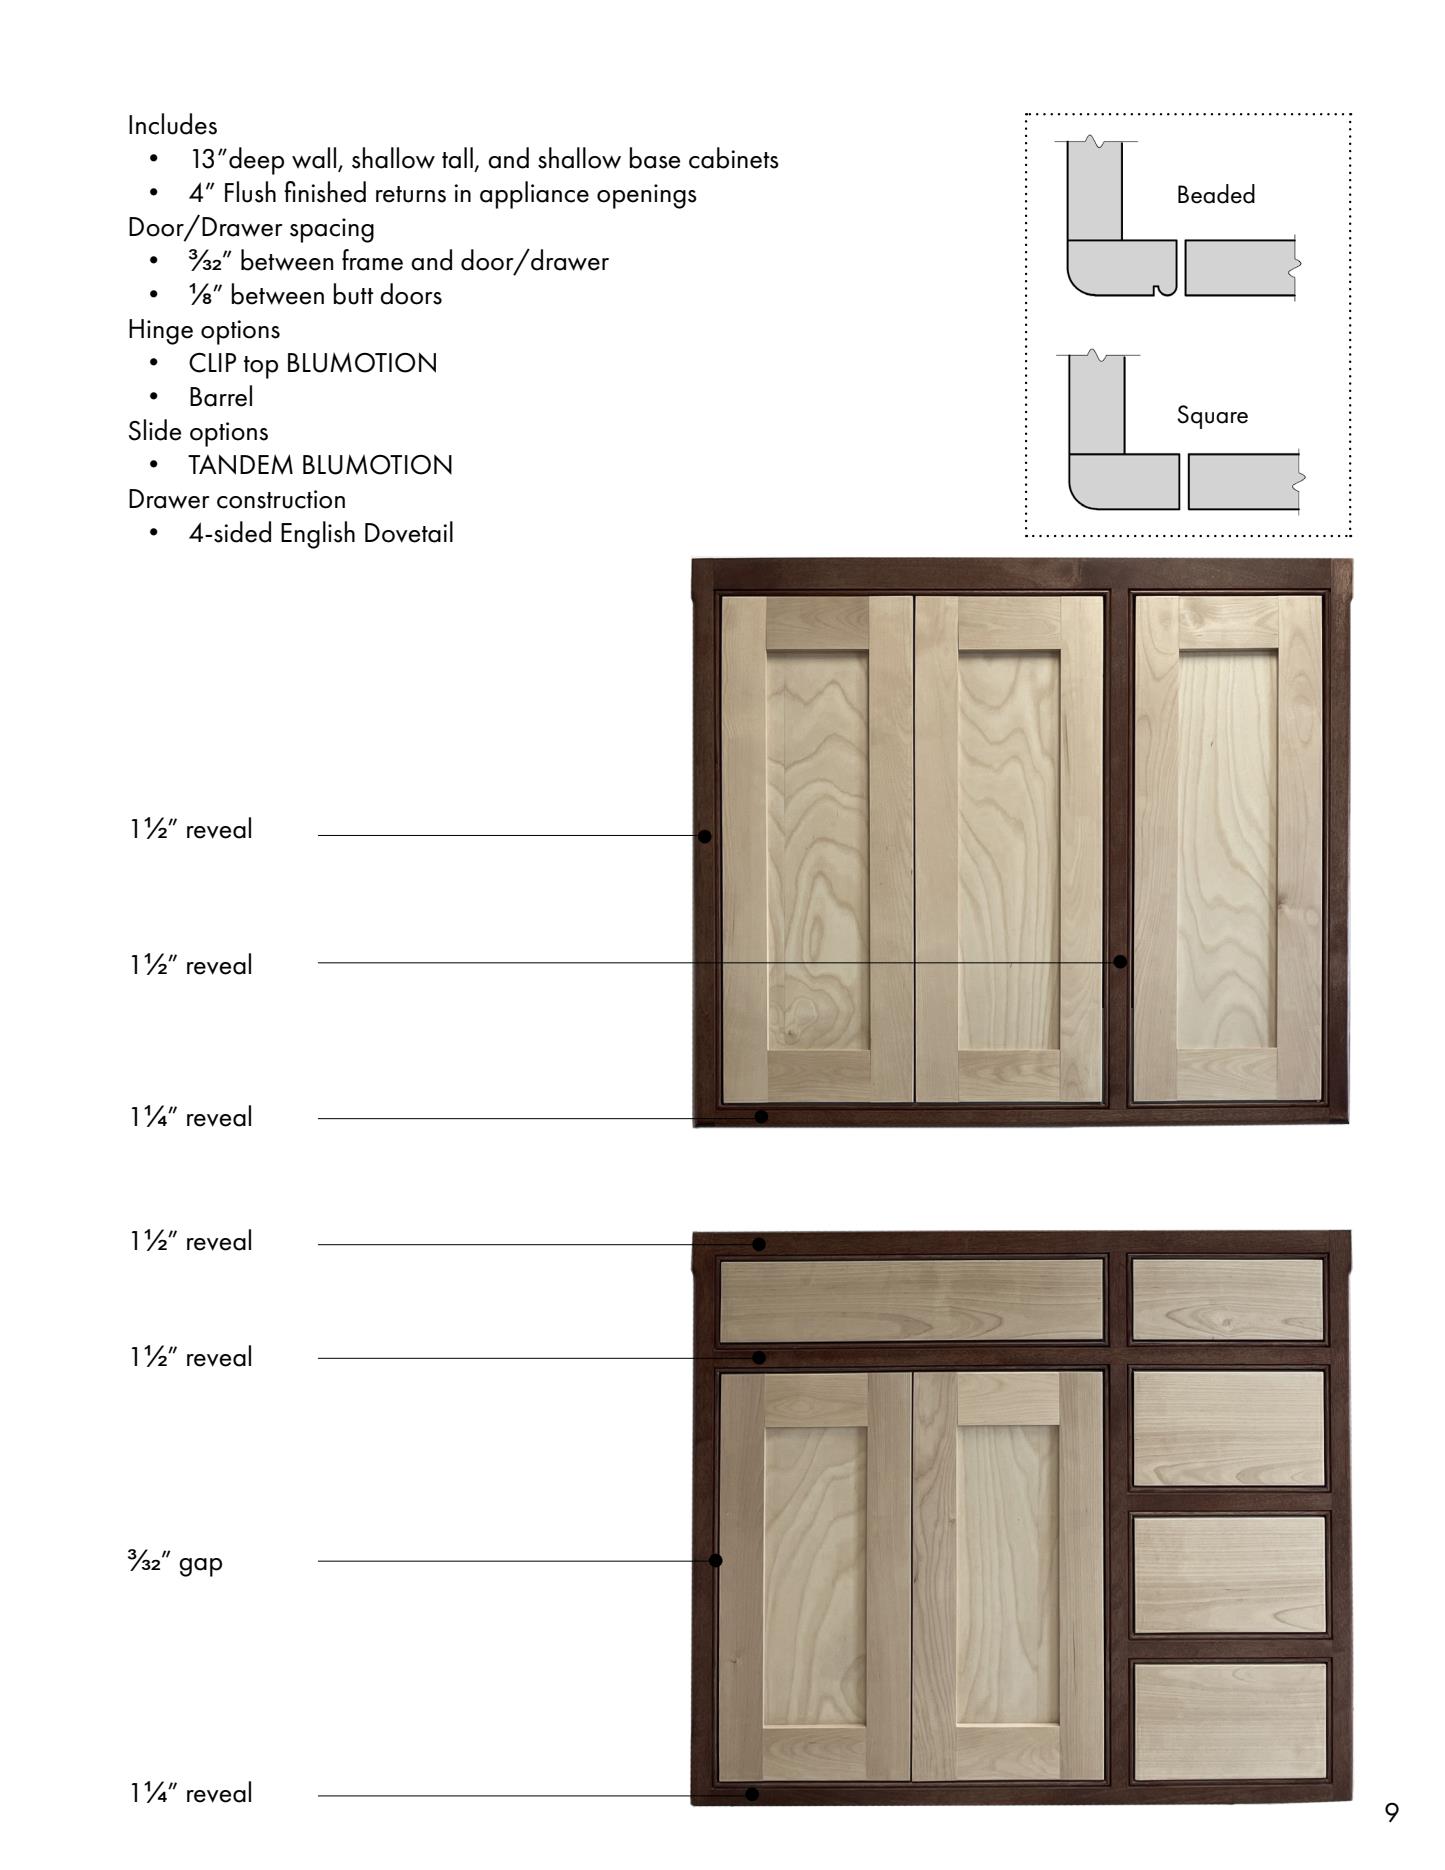 Includes
• 13”deep wall, shallow tall, and shallow base cabinets
• 4” Flush finished returns in appliance openings
Door/Drawer spacing
• ³⁄₃₂” between frame and door/drawer
• ⅛” between butt doors
Hinge options
• CLIP top BLUMOTION
• Barrel
Slide options
• TANDEM BLUMOTION
Drawer construction
• 4-sided English Dovetail
Beaded
Square
1½” reveal
1½” reveal
1¼” reveal
1½” reveal
1½” reveal
³⁄₃₂” gap
1¼” reveal
9